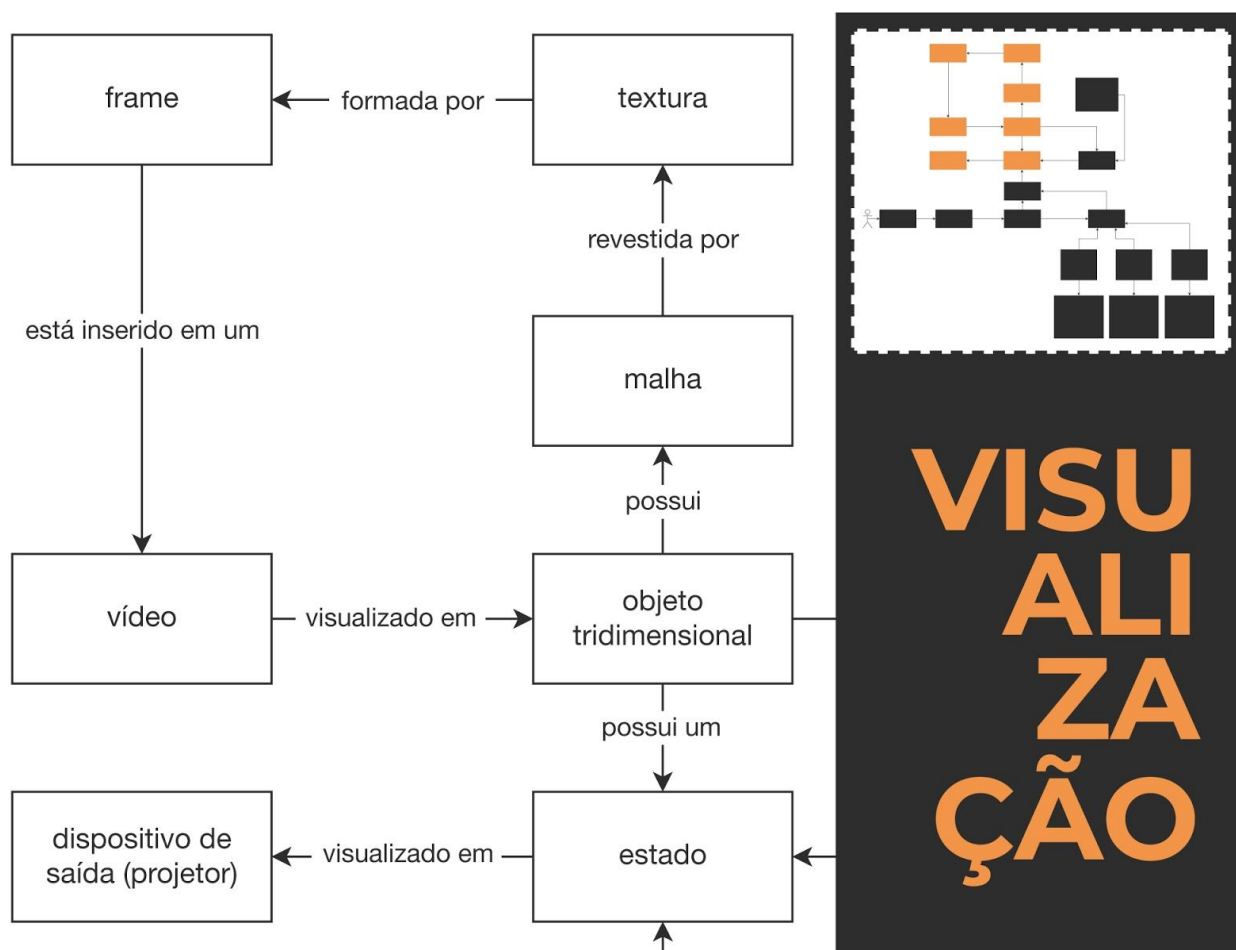 frame
formada por
textura
revestida por
está inserido em um
malha
possui
vídeo
visualizado em
objeto
tridimensional
possui um
dispositivo de
saída (projetor)
visualizado em
estado
VISU
ALI
ZA
ÇÃO